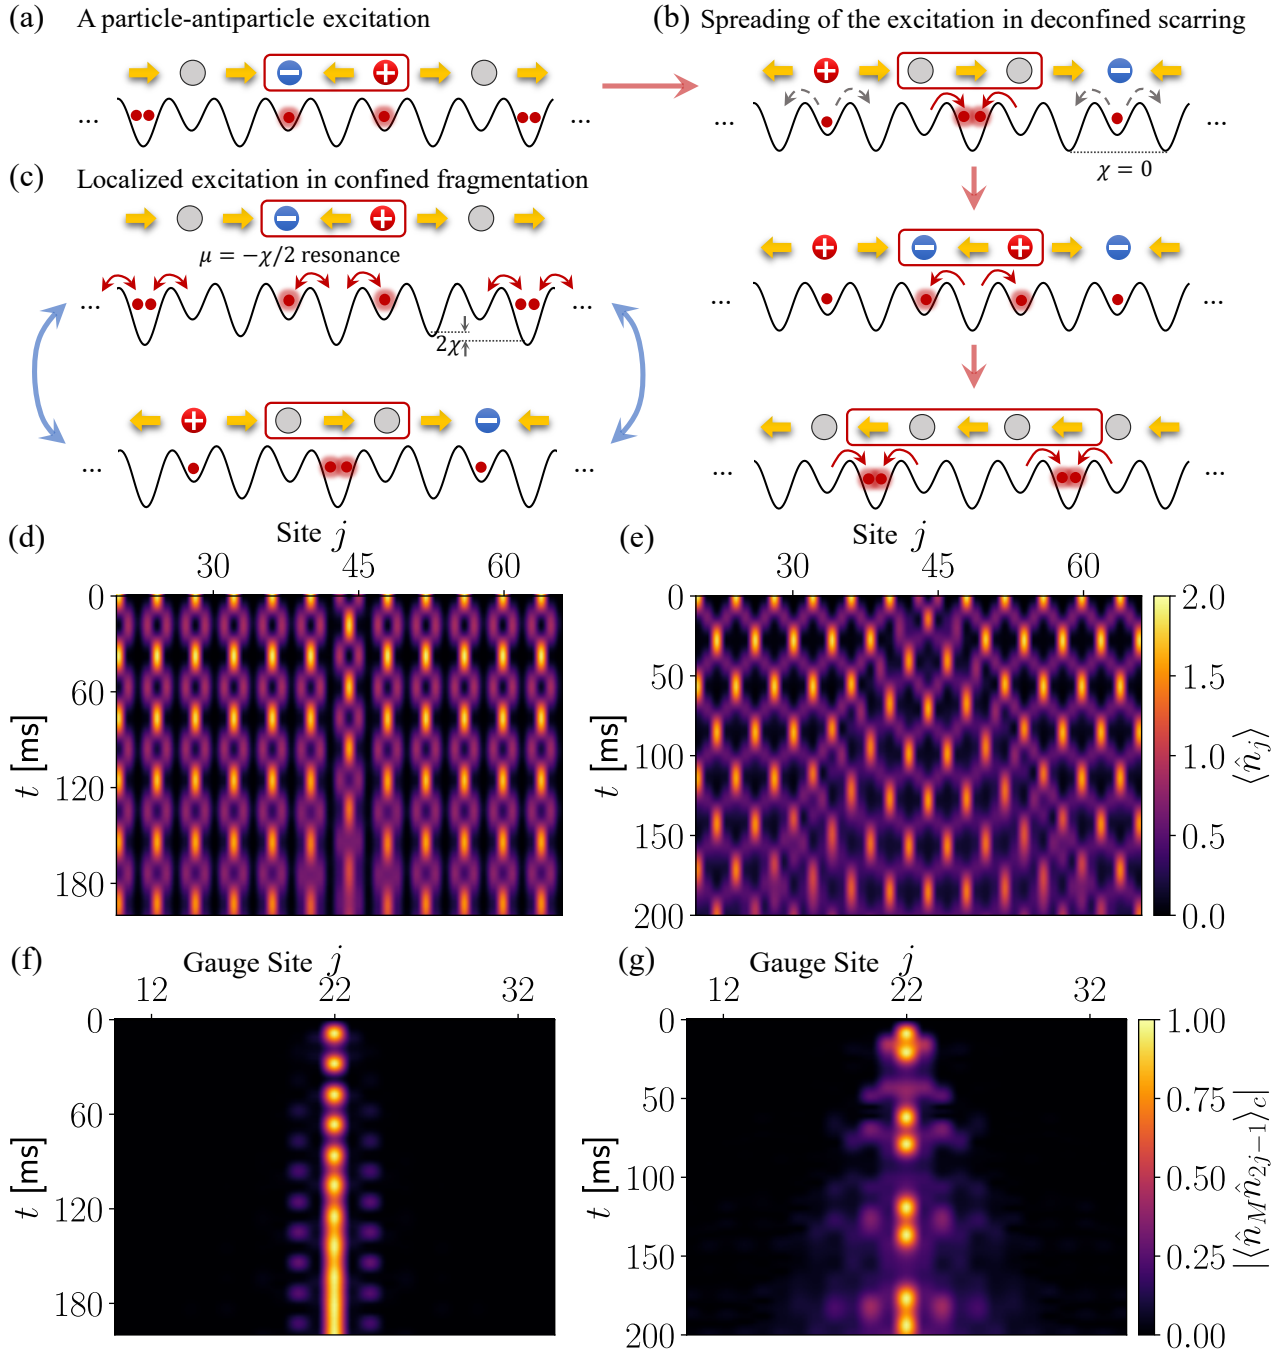 (a) A particle-antiparticle excitation
... ...
(b) Spreading of the excitation in deconfined scarring
... ...
χ = 0
... ...
... ...
(c) Localized excitation in confined fragmentation
μ = −χ/2 resonance
... ...
2χ
... ...
(d) Site j
30 45 60
0
60
120
180
t [ms]
(e) Site j
30 45 60
0
50
100
150
200
t [ms]
2.0
1.5
1.0
0.5
0.0
⟨n̂_j⟩
(f) Gauge Site j
12 22 32
0
60
120
180
t [ms]
(g) Gauge Site j
12 22 32
0
50
100
150
200
t [ms]
1.00
0.75
0.50
0.25
0.00
|⟨n̂_M n̂_{2j−1}⟩_c|